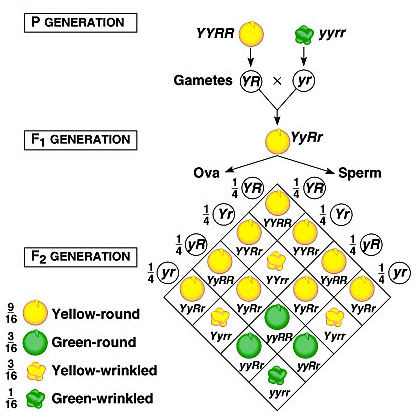 P GENERATION
YYRR
yyrr
Gametes YR × yr
F1 GENERATION
YyRr
Ova Sperm
1/4 YR 1/4 YR
1/4 Yr 1/4 Yr
1/4 yR 1/4 yR
1/4 yr 1/4 yr
F2 GENERATION
YYRR
YYRr YYRr
YyRR YYrr YyRR
YyRr YyRr YyRr YyRr
Yyrr yyRR Yyrr
yyRr yyRr
yyrr
9/16 Yellow-round
3/16 Green-round
3/16 Yellow-wrinkled
1/16 Green-wrinkled